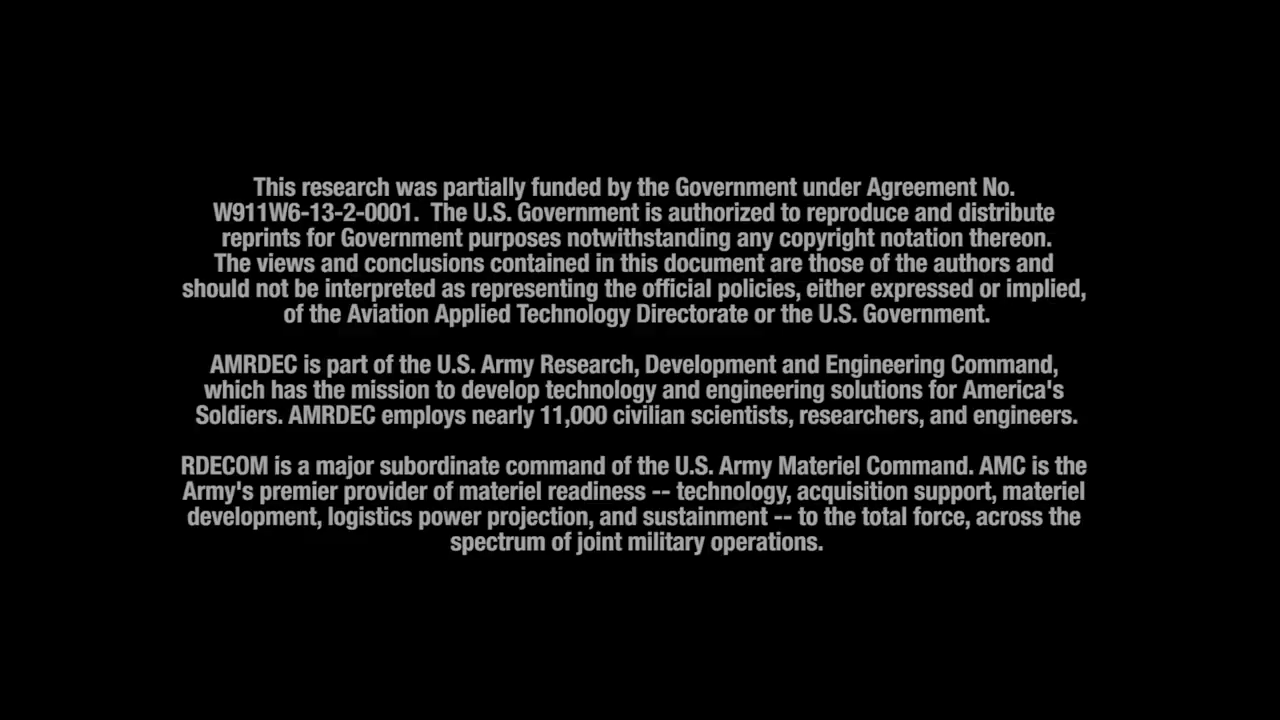 This research was partially funded by the Government under Agreement No.
W911W6-13-2-0001.  The U.S. Government is authorized to reproduce and distribute
reprints for Government purposes notwithstanding any copyright notation thereon.
The views and conclusions contained in this document are those of the authors and
should not be interpreted as representing the official policies, either expressed or implied,
of the Aviation Applied Technology Directorate or the U.S. Government.
AMRDEC is part of the U.S. Army Research, Development and Engineering Command,
which has the mission to develop technology and engineering solutions for America's
Soldiers. AMRDEC employs nearly 11,000 civilian scientists, researchers, and engineers.
RDECOM is a major subordinate command of the U.S. Army Materiel Command. AMC is the
Army's premier provider of materiel readiness -- technology, acquisition support, materiel
development, logistics power projection, and sustainment -- to the total force, across the
spectrum of joint military operations.